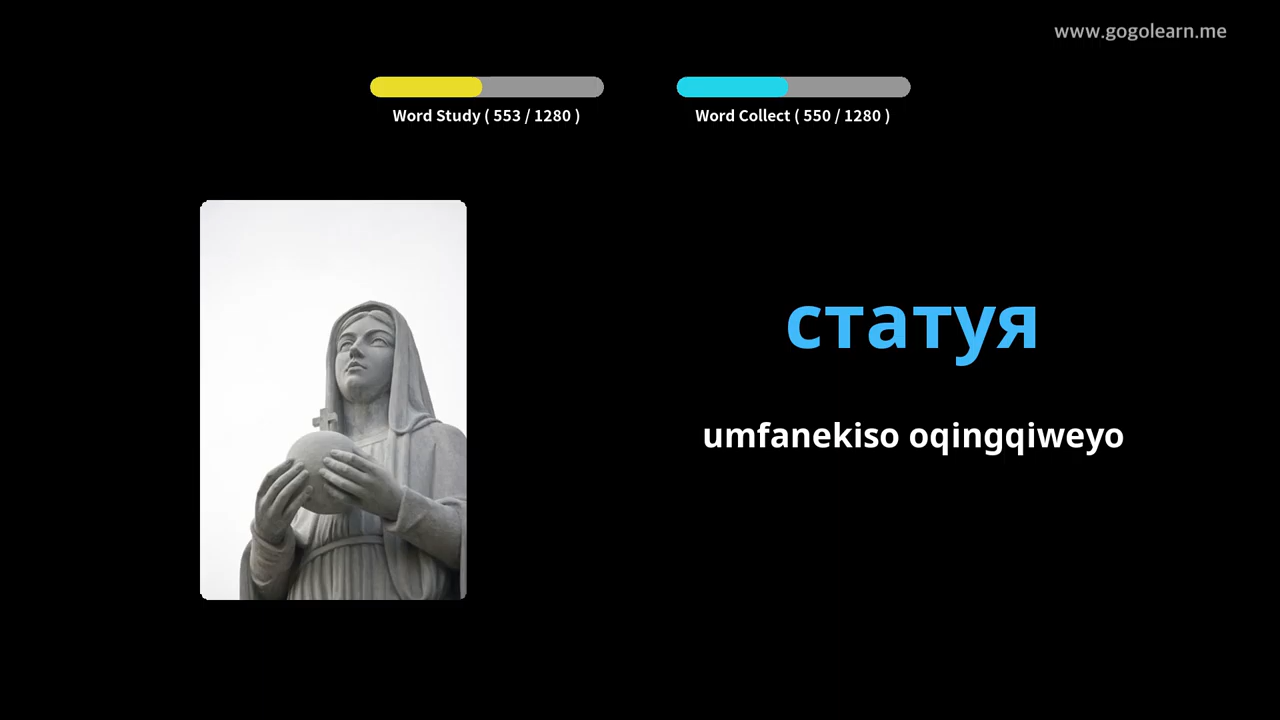 www.gogolearn.me
Word Study ( 553 / 1280 )
Word Collect ( 550 / 1280 )
статуя
umfanekiso oqingqiweyo